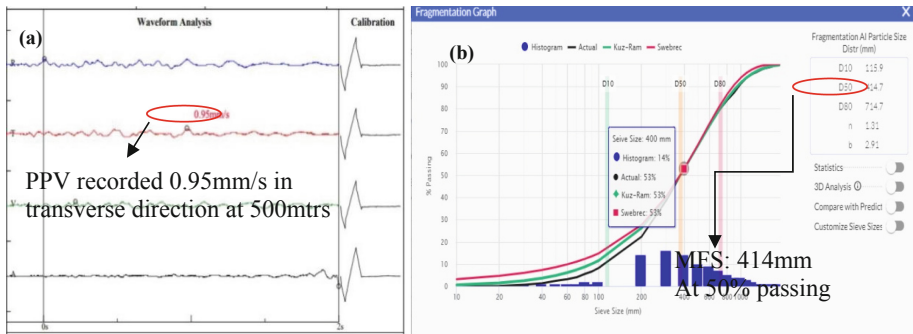 Waveform Analysis
Calibration
(a)
0.95mm/s
PPV recorded 0.95mm/s in
transverse direction at 500mtrs
0s
2s
Fragmentation Graph
X
(b)
Histogram
Actual
Kuz-Ram
Swebrec
% Passing
100
90
80
70
60
50
40
30
20
10
0
D10
D50
D80
Seive Size: 400 mm
Histogram: 14%
Actual: 53%
Kuz-Ram: 53%
Swebrec: 53%
10
20
40
60
80
100
200
400
600
800
1000
Sieve Size (mm)
MFS: 414mm
At 50% passing
Fragmentation AI Particle Size
Distr (mm)
D10 115.9
D50 414.7
D80 714.7
n 1.31
b 2.91
Statistics
3D Analysis
Compare with Predict
Customize Sieve Sizes